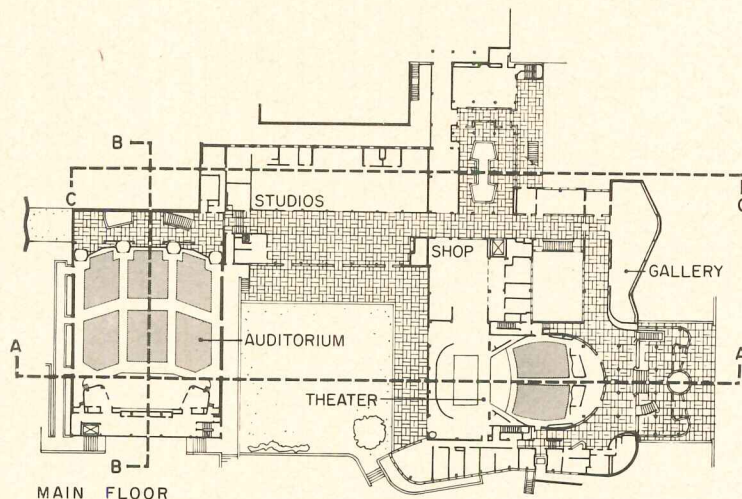 B
C
C
STUDIOS
SHOP
GALLERY
AUDITORIUM
A
A
THEATER
B
MAIN FLOOR